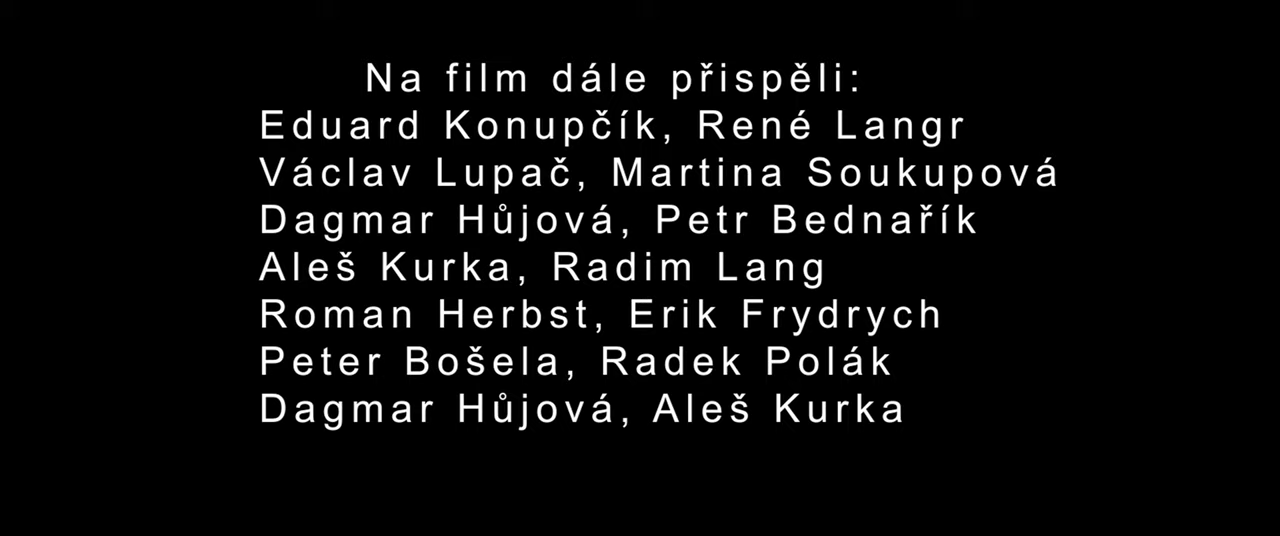 Na film dále přispěli:
Eduard Konupčík, René Langr
Václav Lupač, Martina Soukupová
Dagmar Hůjová, Petr Bednařík
Aleš Kurka, Radim Lang
Roman Herbst, Erik Frydrych
Peter Bošela, Radek Polák
Dagmar Hůjová, Aleš Kurka